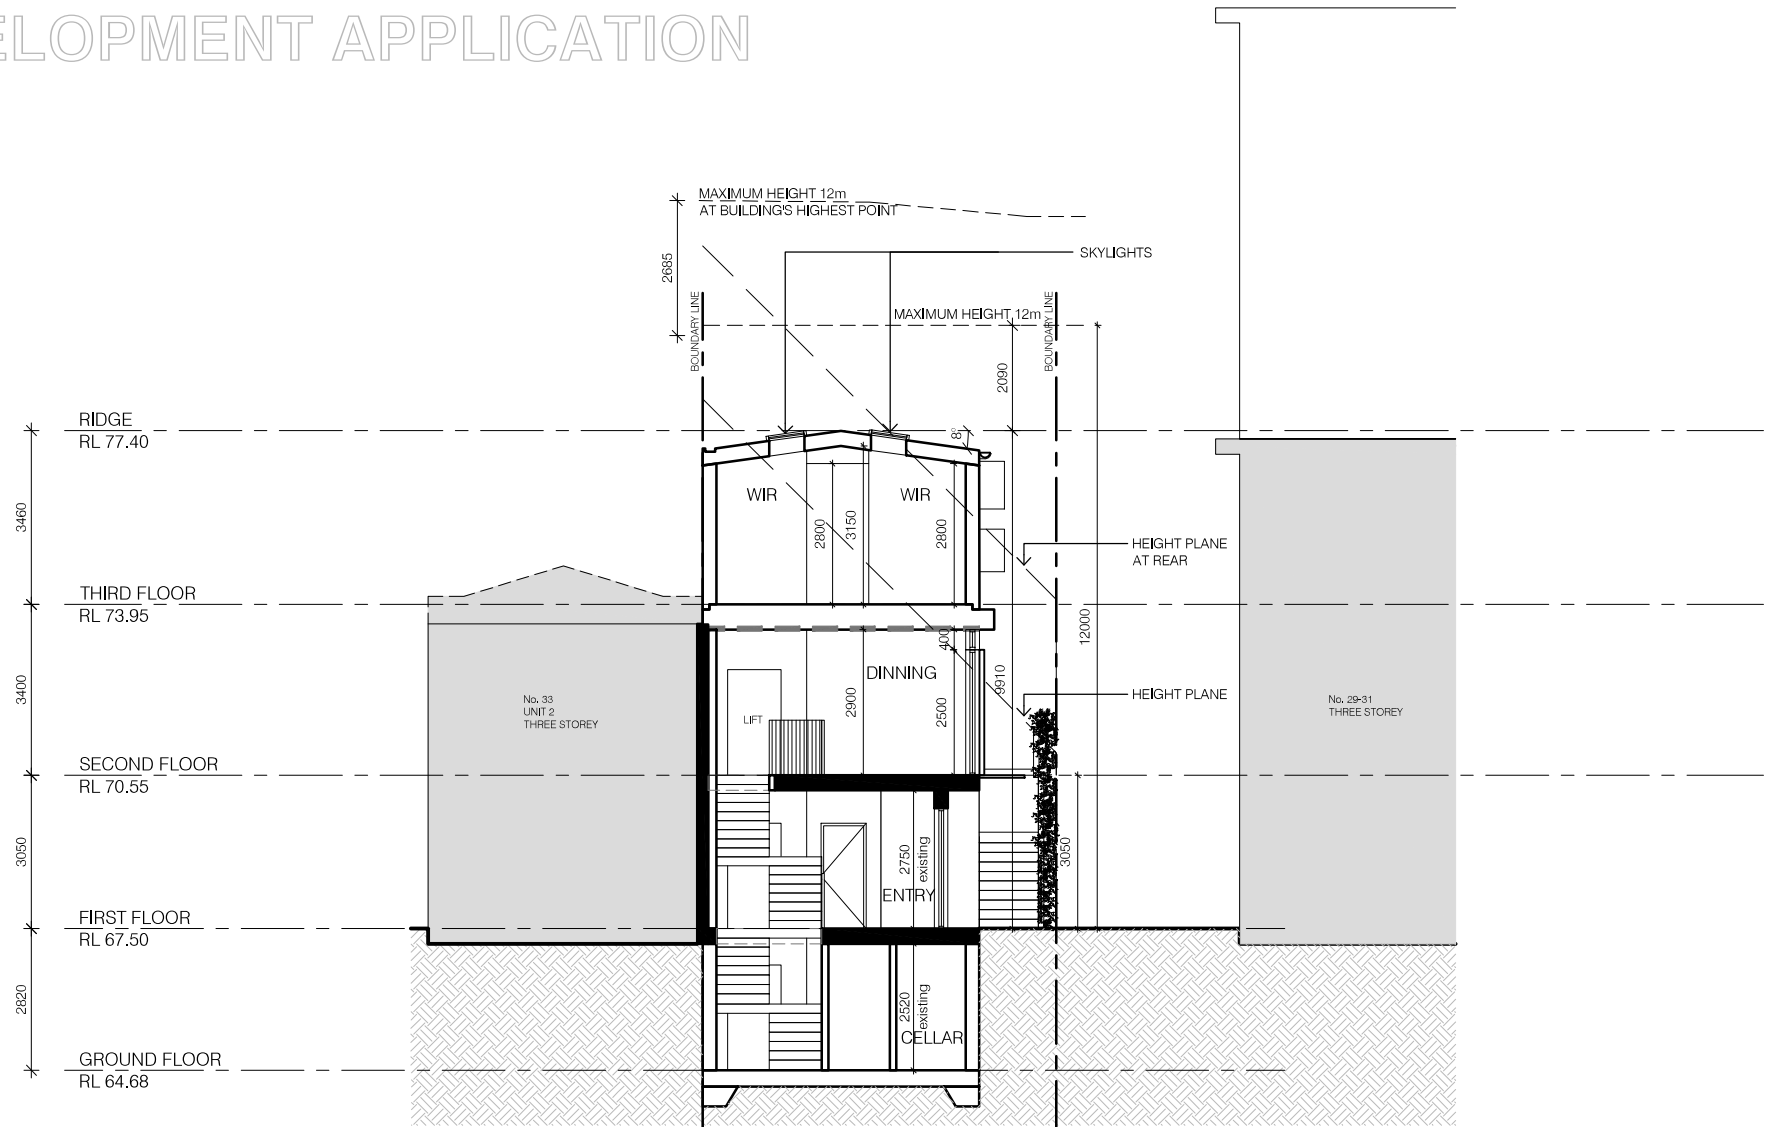 ELOPMENT APPLICATION
MAXIMUM HEIGHT 12m
AT BUILDING'S HIGHEST POINT
2685
SKYLIGHTS
BOUNDARY LINE
BOUNDARY LINE
MAXIMUM HEIGHT 12m
2090
RIDGE
RL 77.40
8°
WIR
WIR
3460
2800
3150
2800
HEIGHT PLANE
AT REAR
THIRD FLOOR
RL 73.95
12000
400
DINNING
9910
3400
No. 33
UNIT 2
THREE STOREY
LIFT
2900
2500
HEIGHT PLANE
No. 29-31
THREE STOREY
SECOND FLOOR
RL 70.55
3050
2750
existing
3050
ENTRY
FIRST FLOOR
RL 67.50
2820
2520
existing
CELLAR
GROUND FLOOR
RL 64.68